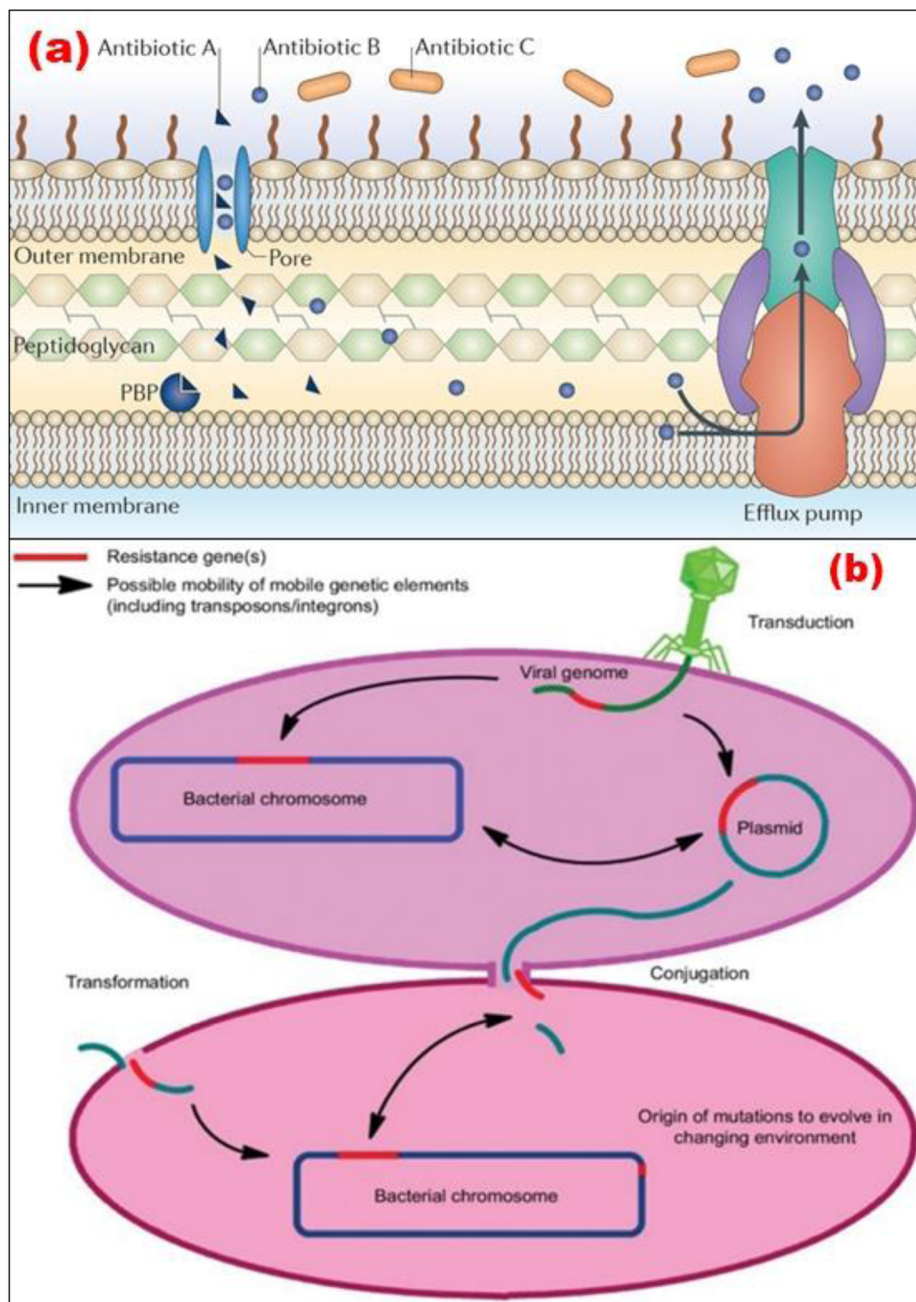 (a)
Antibiotic A
Antibiotic B
Antibiotic C
Outer membrane
Pore
Peptidoglycan
PBP
Inner membrane
Efflux pump
(b)
Resistance gene(s)
Possible mobility of mobile genetic elements
(including transposons/integrons)
Transduction
Viral genome
Bacterial chromosome
Plasmid
Transformation
Conjugation
Origin of mutations to evolve in
changing environment
Bacterial chromosome